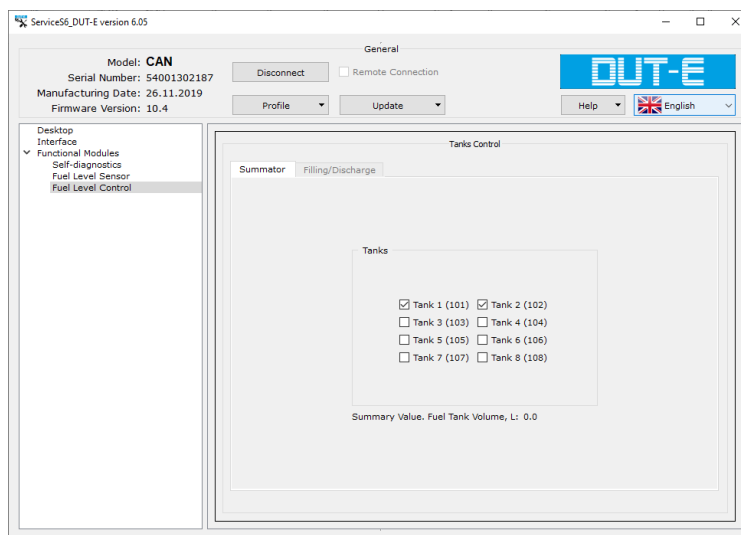 ServiceS6_DUT-E version 6.05
General
Model: CAN
Serial Number: 54001302187
Manufacturing Date: 26.11.2019
Firmware Version: 10.4
Disconnect
Remote Connection
Profile
Update
DUT-E
Help
English
Desktop
Interface
Functional Modules
Self-diagnostics
Fuel Level Sensor
Fuel Level Control
Tanks Control
Summator
Filling/Discharge
Tanks
Tank 1 (101) Tank 2 (102)
Tank 3 (103) Tank 4 (104)
Tank 5 (105) Tank 6 (106)
Tank 7 (107) Tank 8 (108)
Summary Value. Fuel Tank Volume, L: 0.0